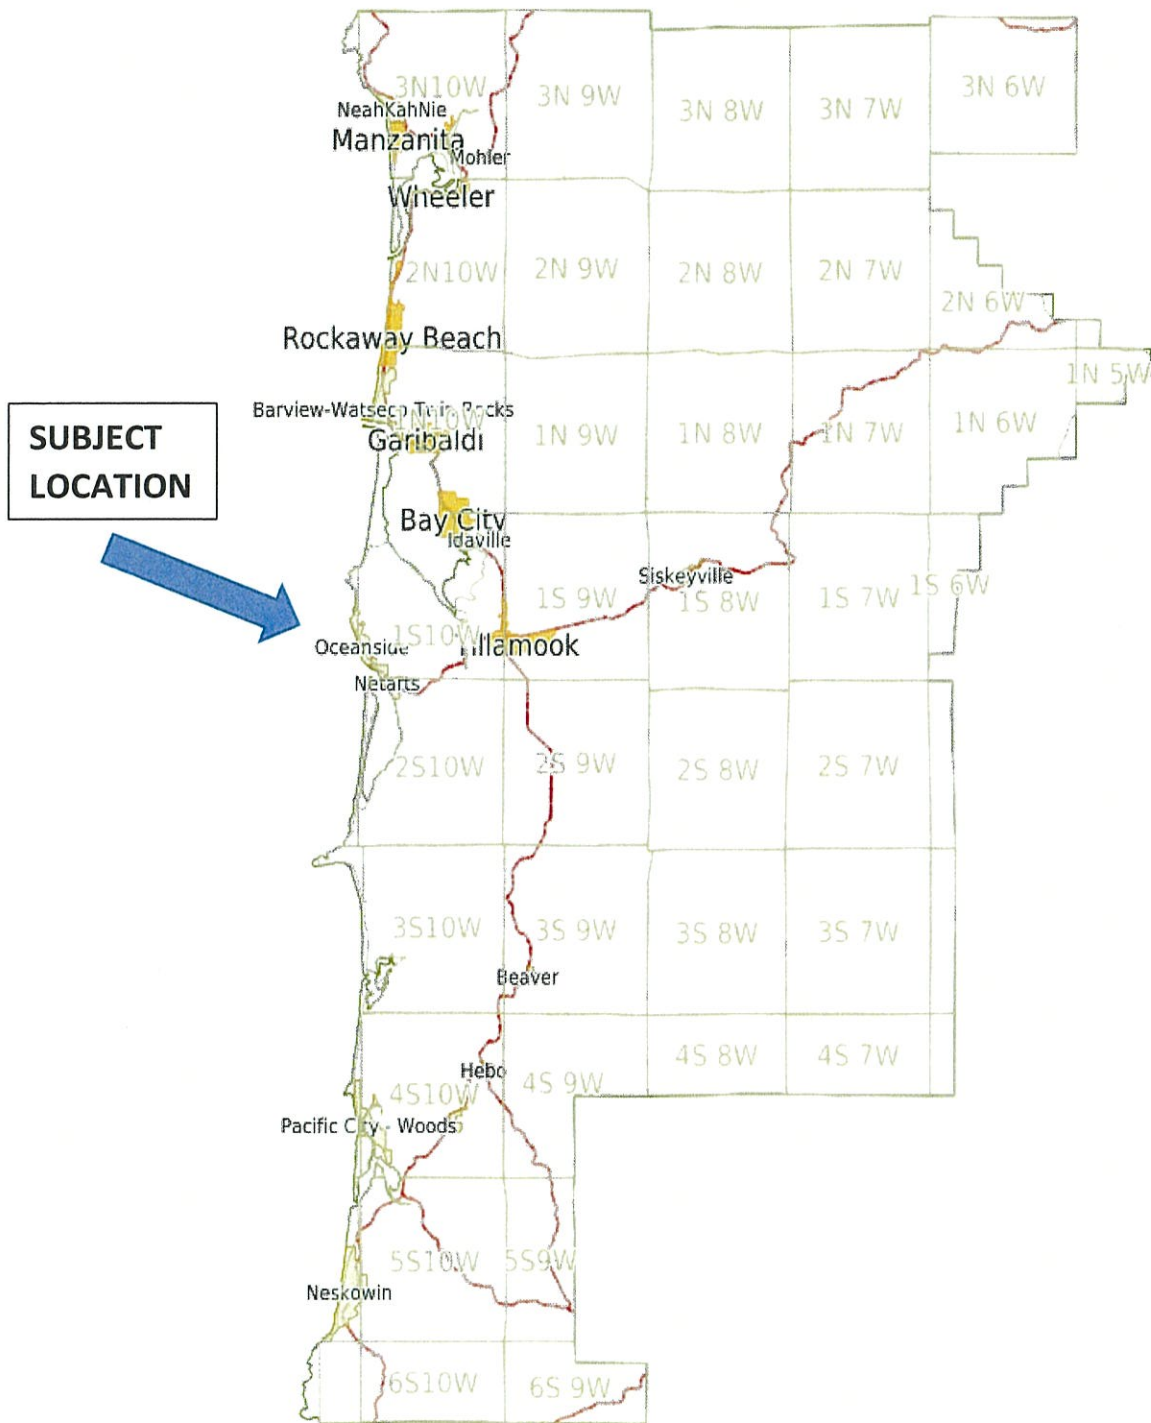 3N10W
3N 9W
3N 8W
3N 7W
3N 6W
NeahKahNie
Manzanita
Mohler
Wheeler
2N10W
2N 9W
2N 8W
2N 7W
2N 6W
Rockaway Beach
1N 5W
Barview-Watseco Twin Rocks
1N10W
1N 9W
1N 8W
1N 7W
1N 6W
Garibaldi
SUBJECT
LOCATION
Bay City
Idaville
Siskeyville
1S 9W
1S 8W
1S 7W
1S 6W
1S10W
Oceanside
Tillamook
Netarts
2S10W
2S 9W
2S 8W
2S 7W
3S10W
3S 9W
3S 8W
3S 7W
Beaver
4S 8W
4S 7W
Hebo
4S10W
4S 9W
Pacific City - Woods
5S10W
5S9W
Neskowin
6S10W
6S 9W